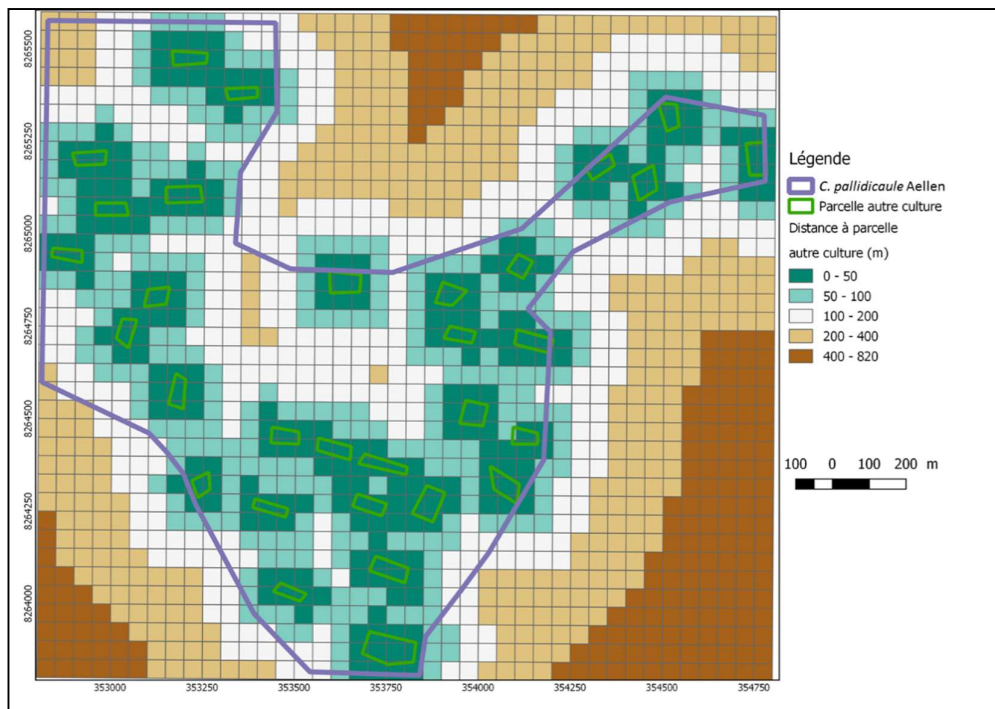 8265500
8265250
8265000
8264750
8264500
8264250
8264000
353000
353250
353500
353750
354000
354250
354500
354750
Légende
C. pallidicaule Aellen
Parcelle autre culture
Distance à parcelle
autre culture (m)
0 - 50
50 - 100
100 - 200
200 - 400
400 - 820
100 0 100 200 m